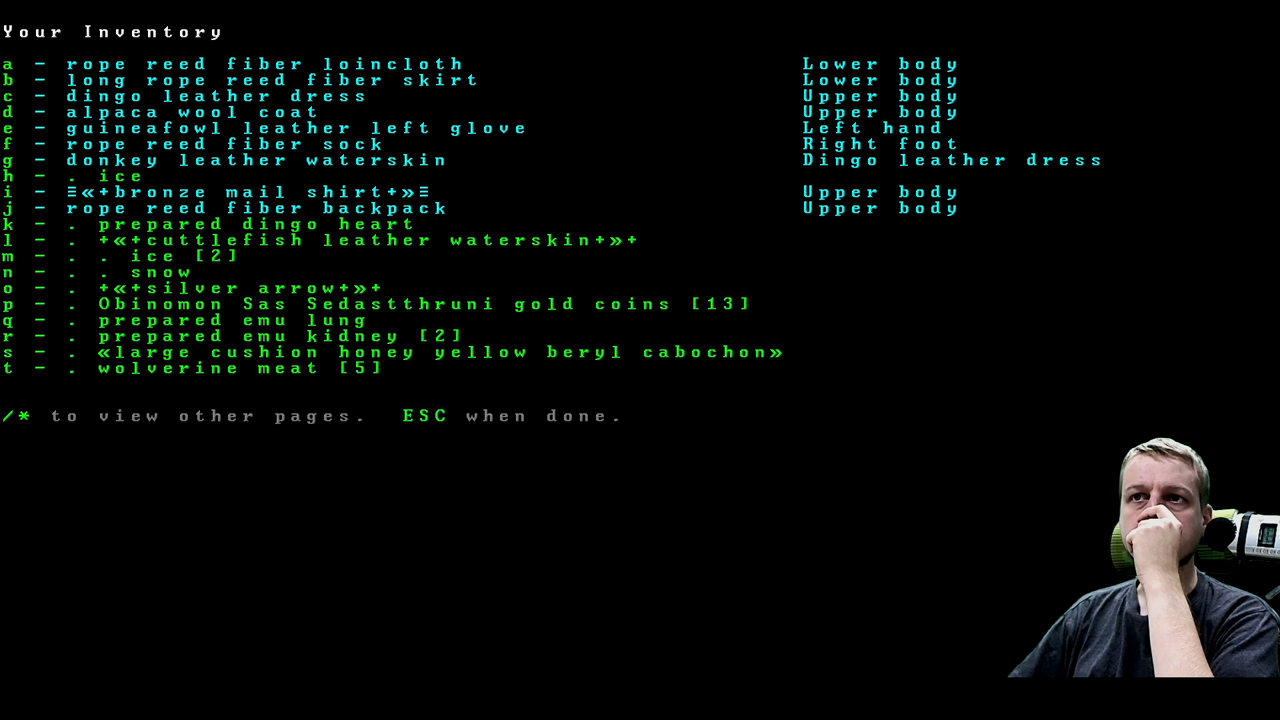 Your Inventory
a - rope reed fiber loincloth Lower body
b - long rope reed fiber skirt Lower body
c - dingo leather dress Upper body
d - alpaca wool coat Upper body
e - guineafowl leather left glove Left hand
f - rope reed fiber sock Right foot
g - donkey leather waterskin Dingo leather dress
h - . ice
i - ≡«+bronze mail shirt+»≡ Upper body
j - rope reed fiber backpack Upper body
k - . prepared dingo heart
l - . +«+cuttlefish leather waterskin+»+
m - . . ice [2]
n - . . snow
o - . +«+silver arrow+»+
p - . Obinomon Sas Sedastthruni gold coins [13]
q - . prepared emu lung
r - . prepared emu kidney [2]
s - . «large cushion honey yellow beryl cabochon»
t - . wolverine meat [5]
/* to view other pages. ESC when done.